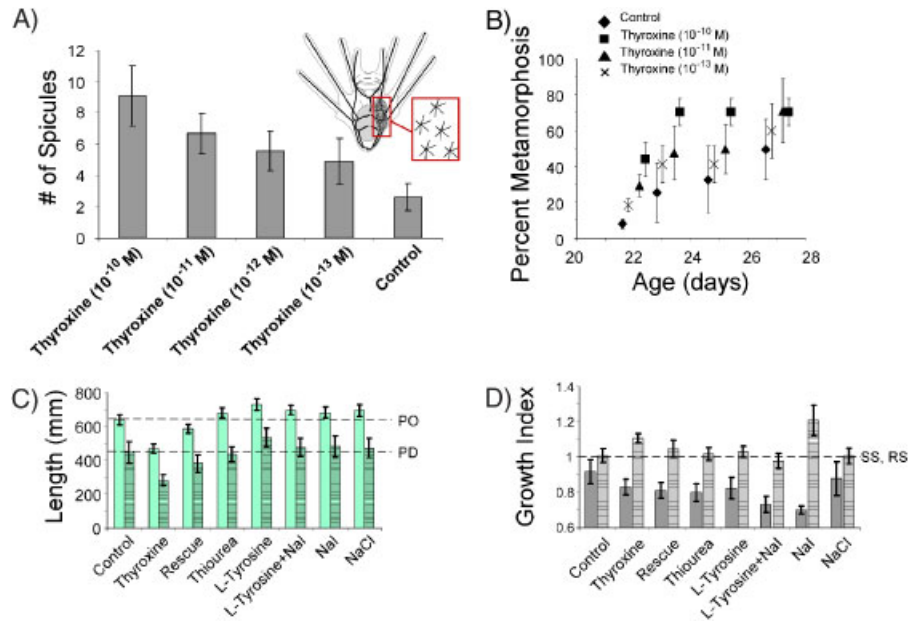 A)
12
10
8
6
4
2
0
# of Spicules
Thyroxine (10⁻¹⁰ M)
Thyroxine (10⁻¹¹ M)
Thyroxine (10⁻¹² M)
Thyroxine (10⁻¹³ M)
Control
B)
Control
Thyroxine (10⁻¹⁰ M)
Thyroxine (10⁻¹¹ M)
Thyroxine (10⁻¹³ M)
100
80
60
40
20
0
Percent Metamorphosis
20 22 24 26 28
Age (days)
C)
800
600
400
200
0
Length (mm)
PO
PD
Control
Thyroxine
Rescue
Thiourea
L-Tyrosine
L-Tyrosine+NaI
NaI
NaCl
D)
1.4
1.2
1
0.8
0.6
Growth Index
SS, RS
Control
Thyroxine
Rescue
Thiourea
L-Tyrosine
L-Tyrosine+NaI
NaI
NaCl